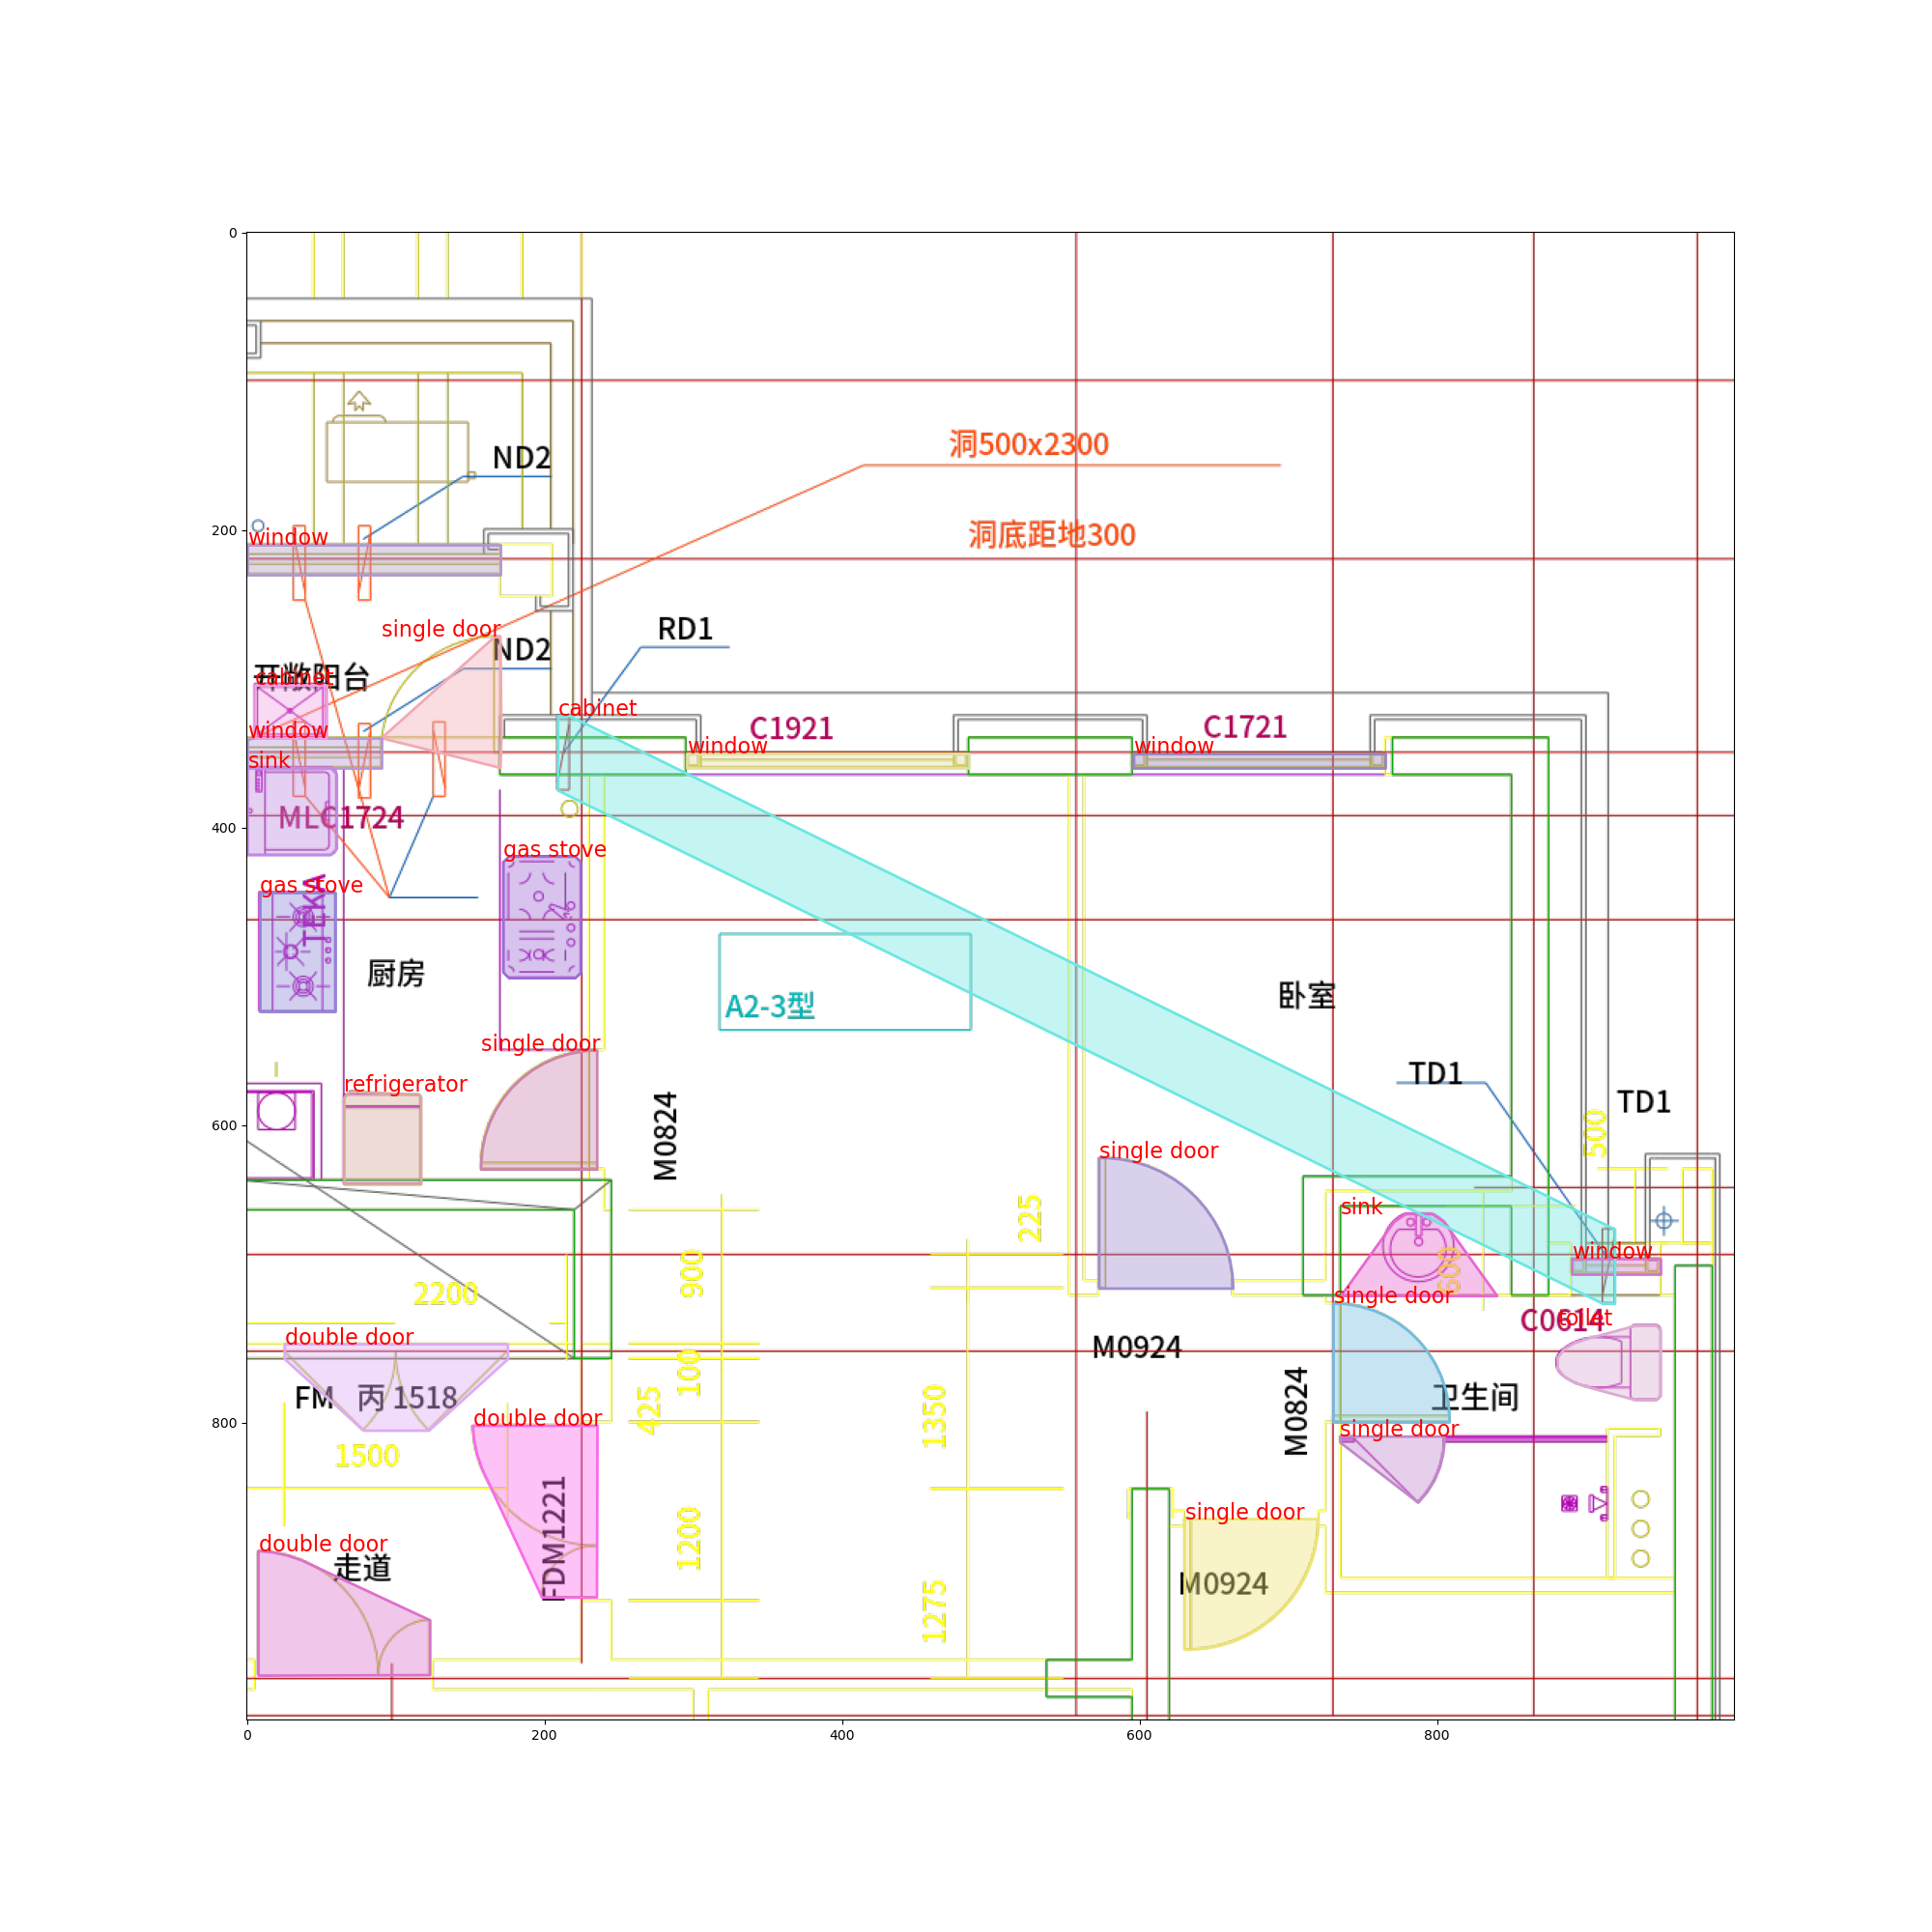 0
200
400
600
800
0
200
400
600
800
ND2
洞500x2300
洞底距地300
window
single door
ND2
RD1
开敞阳台
cabinet
cabinet
window
C1921
C1721
window
window
sink
MLC1724
gas stove
gas stove
厨房
A2-3型
卧室
single door
refrigerator
M0824
TD1
TD1
500
single door
225
sink
600
window
900
2200
single door
C0614
toilet
double door
M0924
100
FM 丙 1518
425
1350
M0824
卫生间
double door
single door
1500
FDM1221
1200
single door
double door
走道
M0924
1275